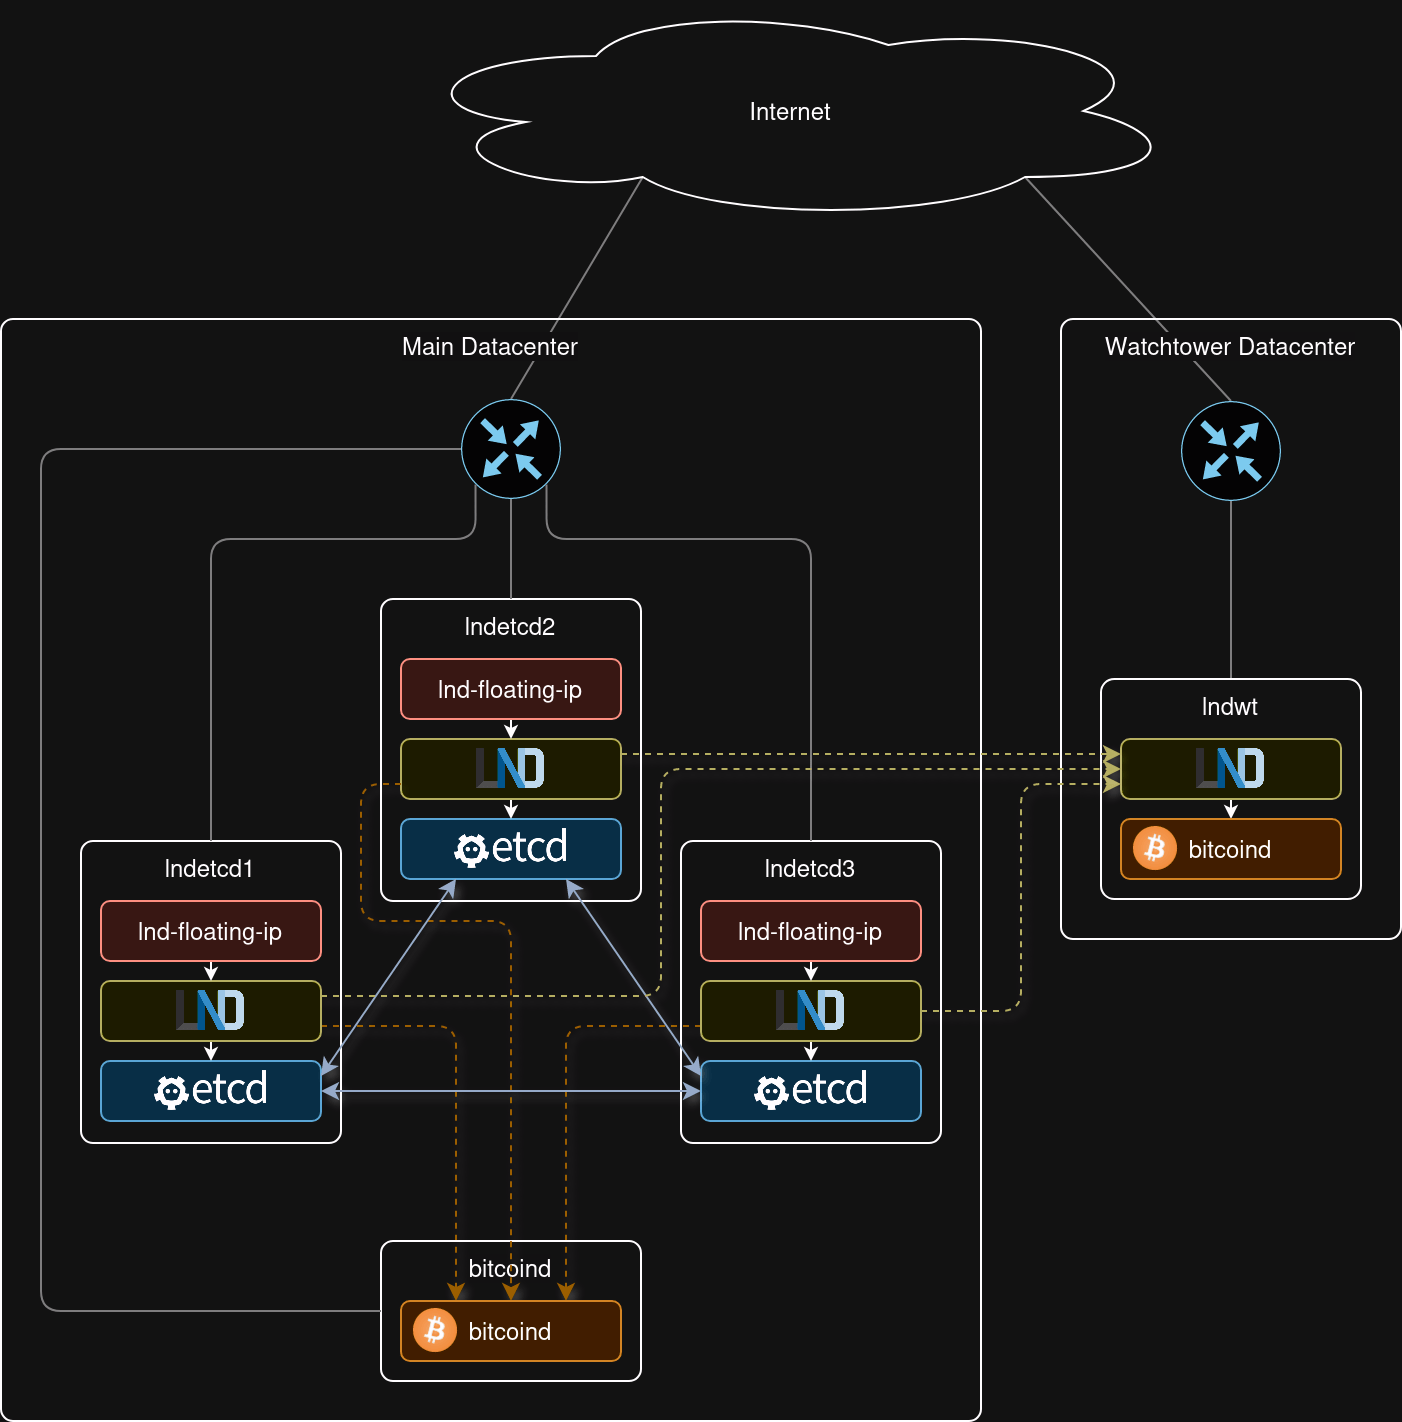 Internet
Main Datacenter
Watchtower Datacenter
lndetcd2
lnd-floating-ip
LND
etcd
lndetcd1
lnd-floating-ip
LND
etcd
lndetcd3
lnd-floating-ip
LND
etcd
lndwt
LND
bitcoind
bitcoind
bitcoind